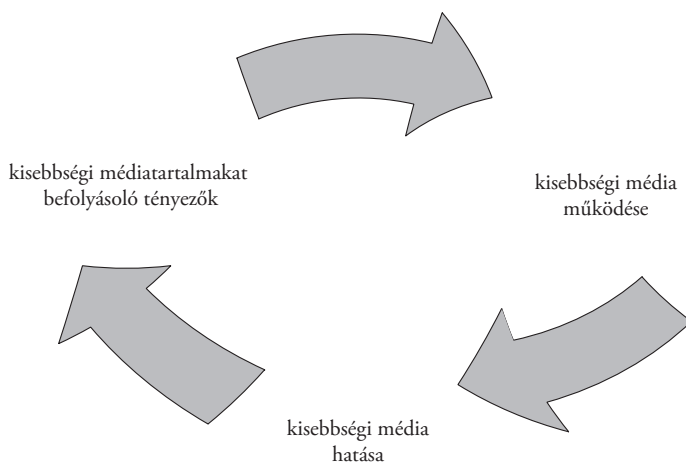 kisebbségi médiatartalmakat
befolyásoló tényezők
kisebbségi média
működése
kisebbségi média
hatása